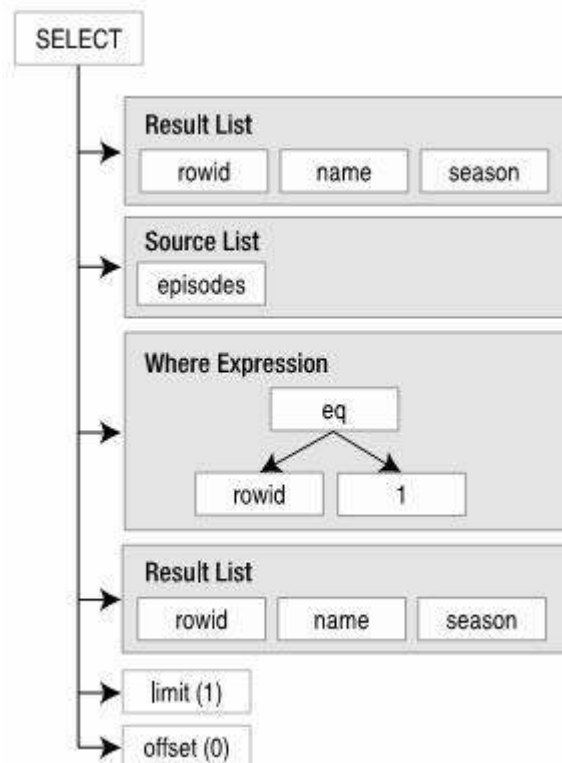 SELECT
Result List
rowid name season
Source List
episodes
Where Expression
eq
rowid 1
Result List
rowid name season
limit (1)
offset (0)